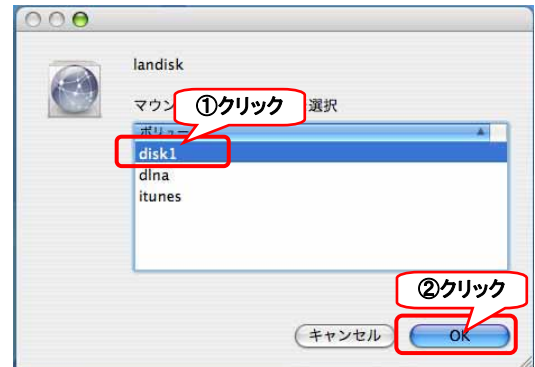 landisk
マウン 選択
①クリック
ボリュー
disk1
dlna
itunes
②クリック
キャンセル
OK